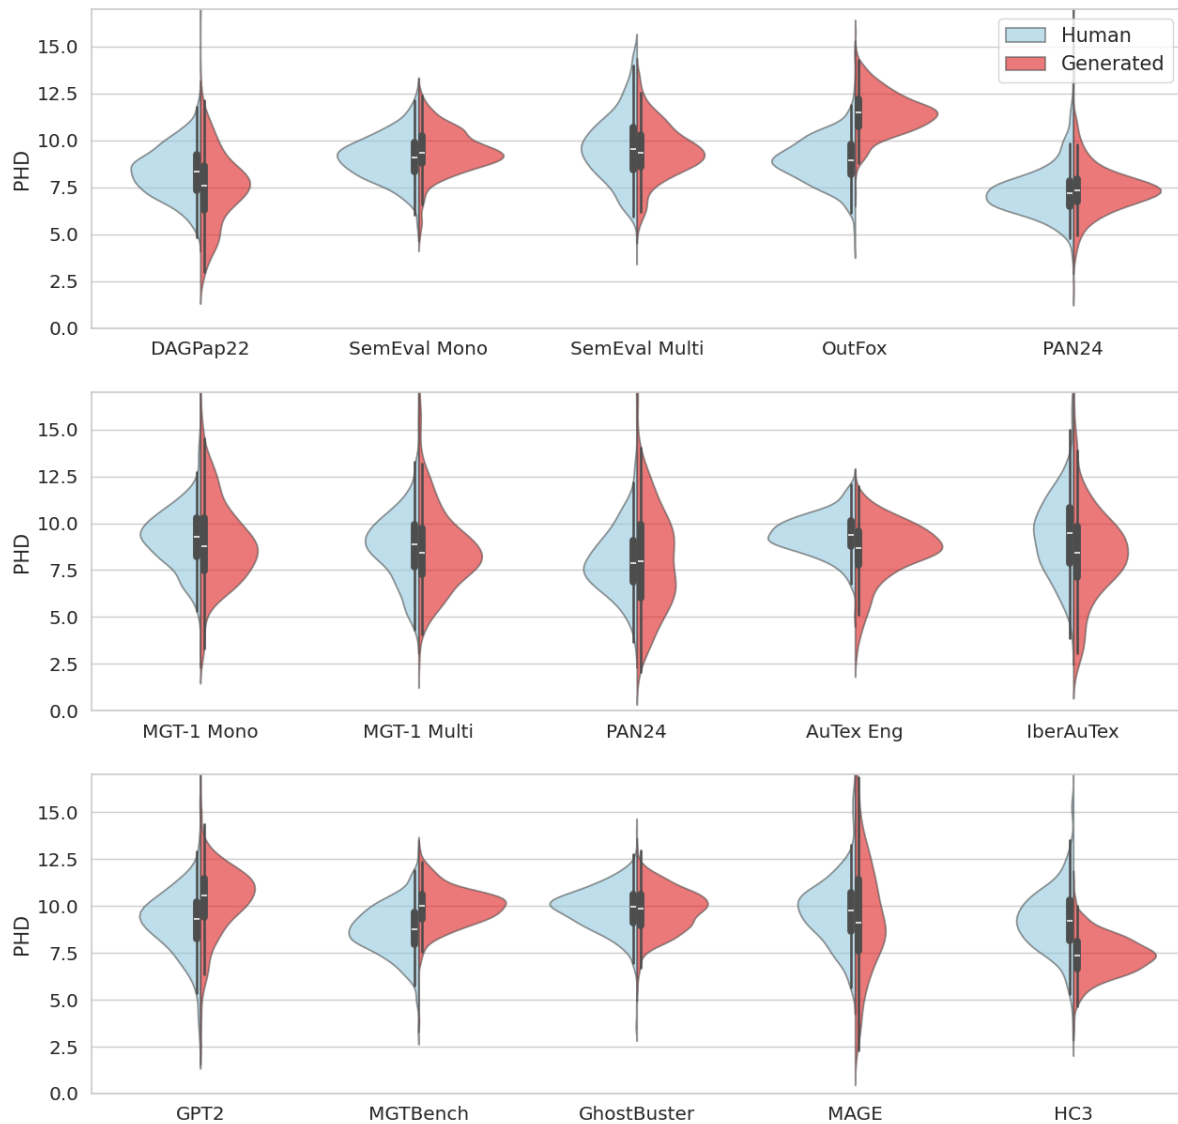 15.0
12.5
10.0
7.5
5.0
2.5
0.0
PHD
Human
Generated
DAGPap22 SemEval Mono SemEval Multi OutFox PAN24
15.0
12.5
10.0
7.5
5.0
2.5
0.0
PHD
MGT-1 Mono MGT-1 Multi PAN24 AuTex Eng IberAuTex
15.0
12.5
10.0
7.5
5.0
2.5
0.0
PHD
GPT2 MGTBench GhostBuster MAGE HC3